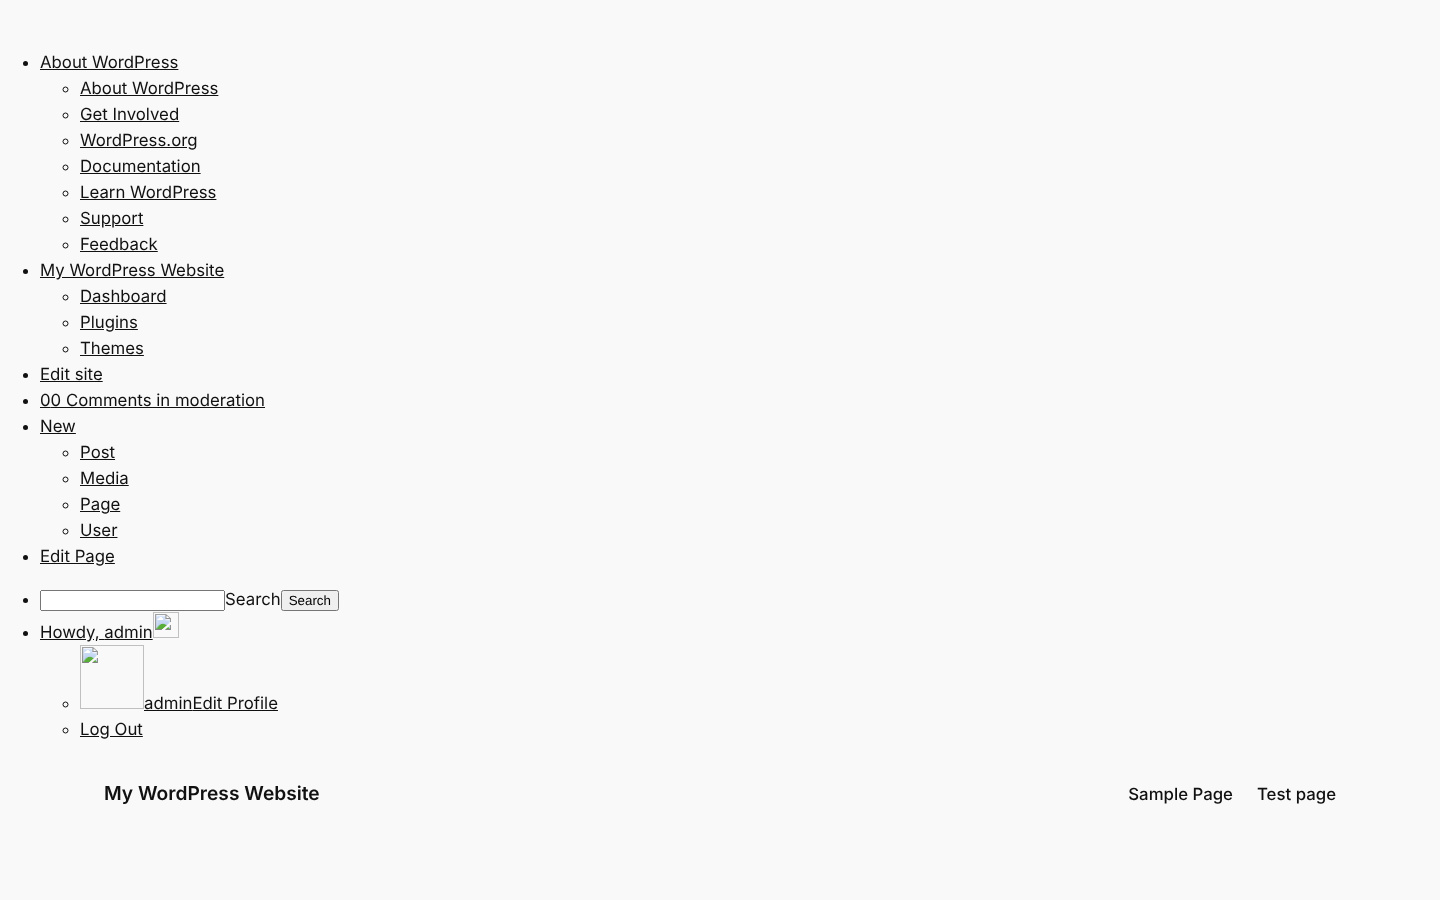 About WordPress
About WordPress
Get Involved
WordPress.org
Documentation
Learn WordPress
Support
Feedback
My WordPress Website
Dashboard
Plugins
Themes
Edit site
00 Comments in moderation
New
Post
Media
Page
User
Edit Page
Search Search
Howdy, admin
adminEdit Profile
Log Out
My WordPress Website Sample Page Test page